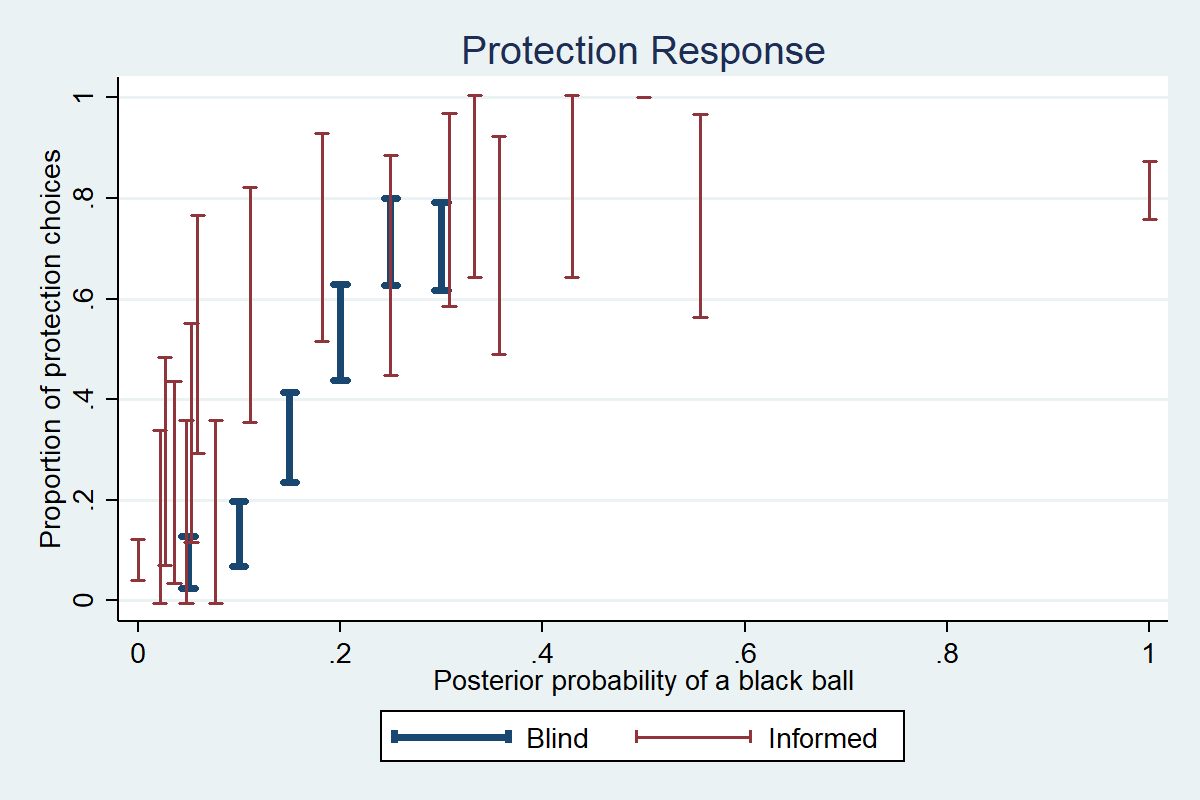 Protection Response
Proportion of protection choices
1
.8
.6
.4
.2
0
0 .2 .4 .6 .8 1
Posterior probability of a black ball
Blind Informed